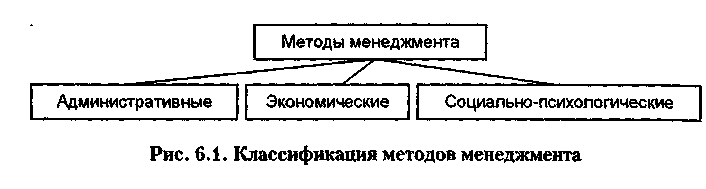 Методы менеджмента
Административные Экономические Социально-психологические
Рис. 6.1. Классификация методов менеджмента